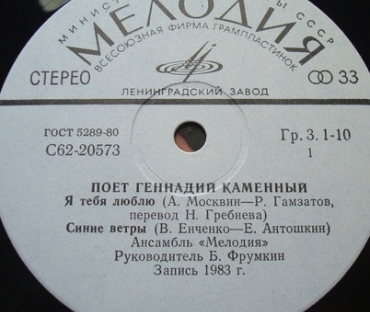 МИНИСТ
Ы СССР
МЕЛОДИЯ
ВСЕСОЮЗНАЯ ФИРМА ГРАМПЛАСТИНОК
СТЕРЕО 33
ЛЕНИНГРАДСКИЙ ЗАВОД
ГОСТ 5289-80 Гр. 3. 1-10
С62-20573 1
ПОЕТ ГЕННАДИЙ КАМЕННЫЙ
Я тебя люблю (А. Москвин—Р. Гамзатов,
перевод Н. Гребнева)
Синие ветры (В. Енченко—Е. Антошкин)
Ансамбль «Мелодия»
Руководитель Б. Фрумкин
Запись 1983 г.